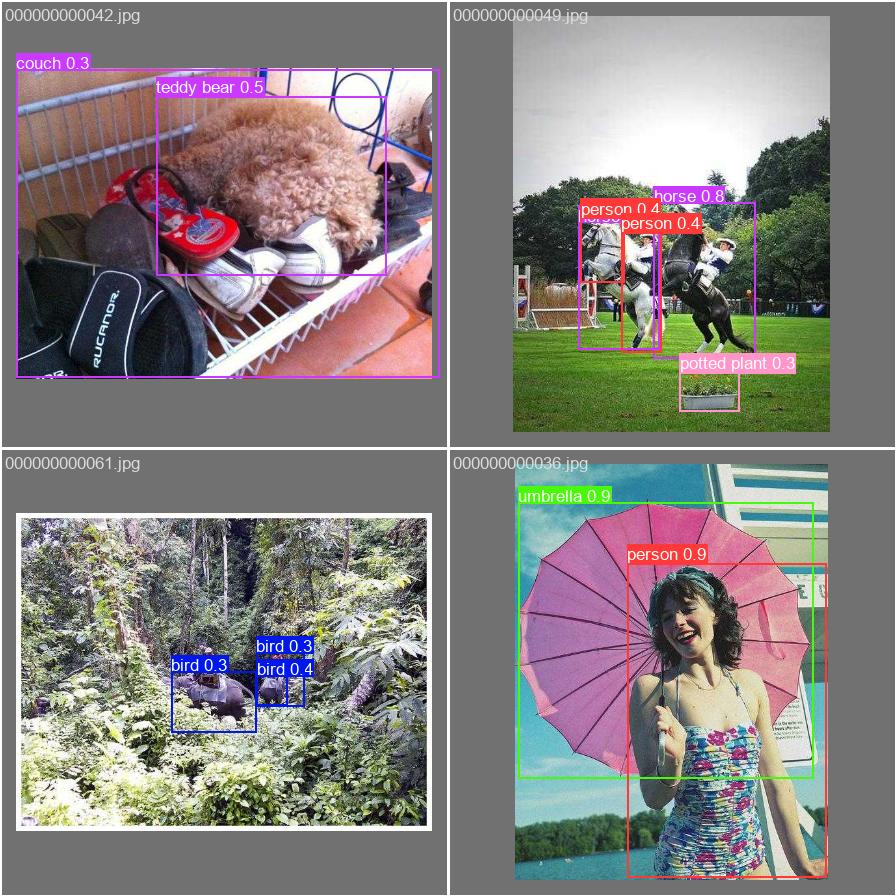 000000000042.jpg
couch 0.3
teddy bear 0.5
RUCANOR.
000000000049.jpg
horse 0.8
person 0.4
person 0.4
potted plant 0.3
000000000061.jpg
bird 0.3
bird 0.3
bird 0.4
000000000036.jpg
umbrella 0.9
person 0.9